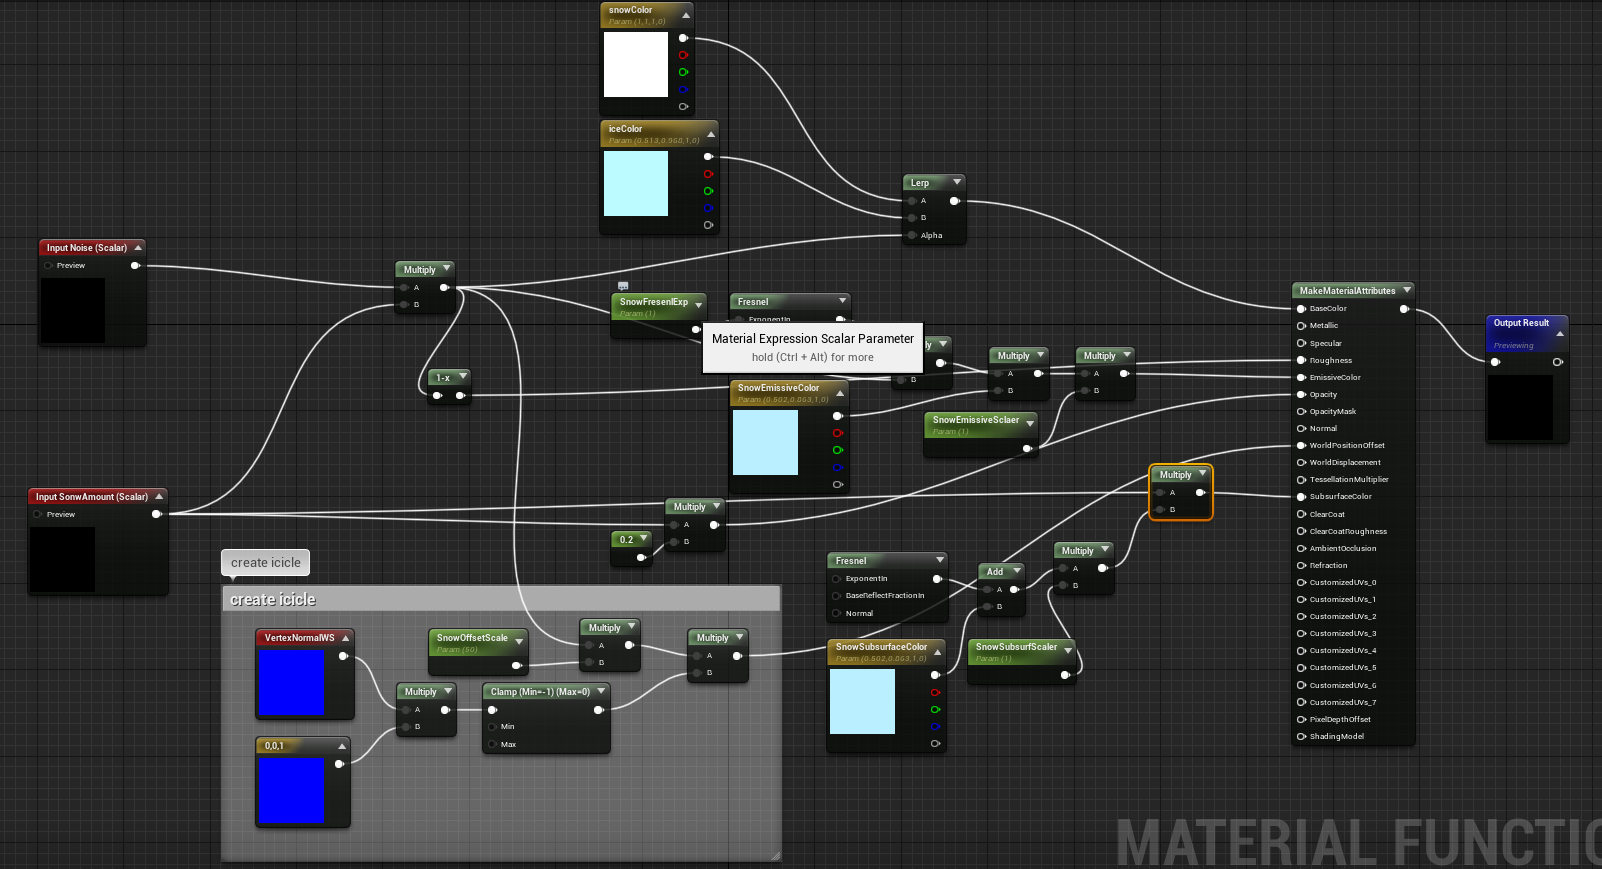 snowColor
Param (1,1,1,0)
iceColor
Param (0.513,0.968,1,0)
Lerp
A
B
Alpha
Input Noise (Scalar)
Preview
Multiply
A
B
1-x
SnowFresenlExp
Param (1)
Fresnel
ExponentIn
Material Expression Scalar Parameter
hold (Ctrl + Alt) for more
ly
B
Multiply
A
B
Multiply
A
B
SnowEmissiveColor
Param (0.502,0.863,1,0)
SnowEmissiveSclaer
Param (1)
MakeMaterialAttributes
BaseColor
Metallic
Specular
Roughness
EmissiveColor
Opacity
OpacityMask
Normal
WorldPositionOffset
WorldDisplacement
TessellationMultiplier
SubsurfaceColor
ClearCoat
ClearCoatRoughness
AmbientOcclusion
Refraction
CustomizedUVs_0
CustomizedUVs_1
CustomizedUVs_2
CustomizedUVs_3
CustomizedUVs_4
CustomizedUVs_5
CustomizedUVs_6
CustomizedUVs_7
PixelDepthOffset
ShadingModel
Output Result
Previewing
Input SonwAmount (Scalar)
Preview
Multiply
A
B
0.2
Multiply
A
B
Fresnel
ExponentIn
BaseReflectFractionIn
Normal
Add
A
B
Multiply
A
B
SnowSubsurfaceColor
Param (0.502,0.863,1,0)
SnowSubsurfScaler
Param (1)
create icicle
create icicle
VertexNormalWS
0,0,1
SnowOffsetScale
Param (50)
Multiply
A
B
Multiply
A
B
Multiply
A
B
Clamp (Min=-1) (Max=0)
Min
Max
MATERIAL FUNCTIO